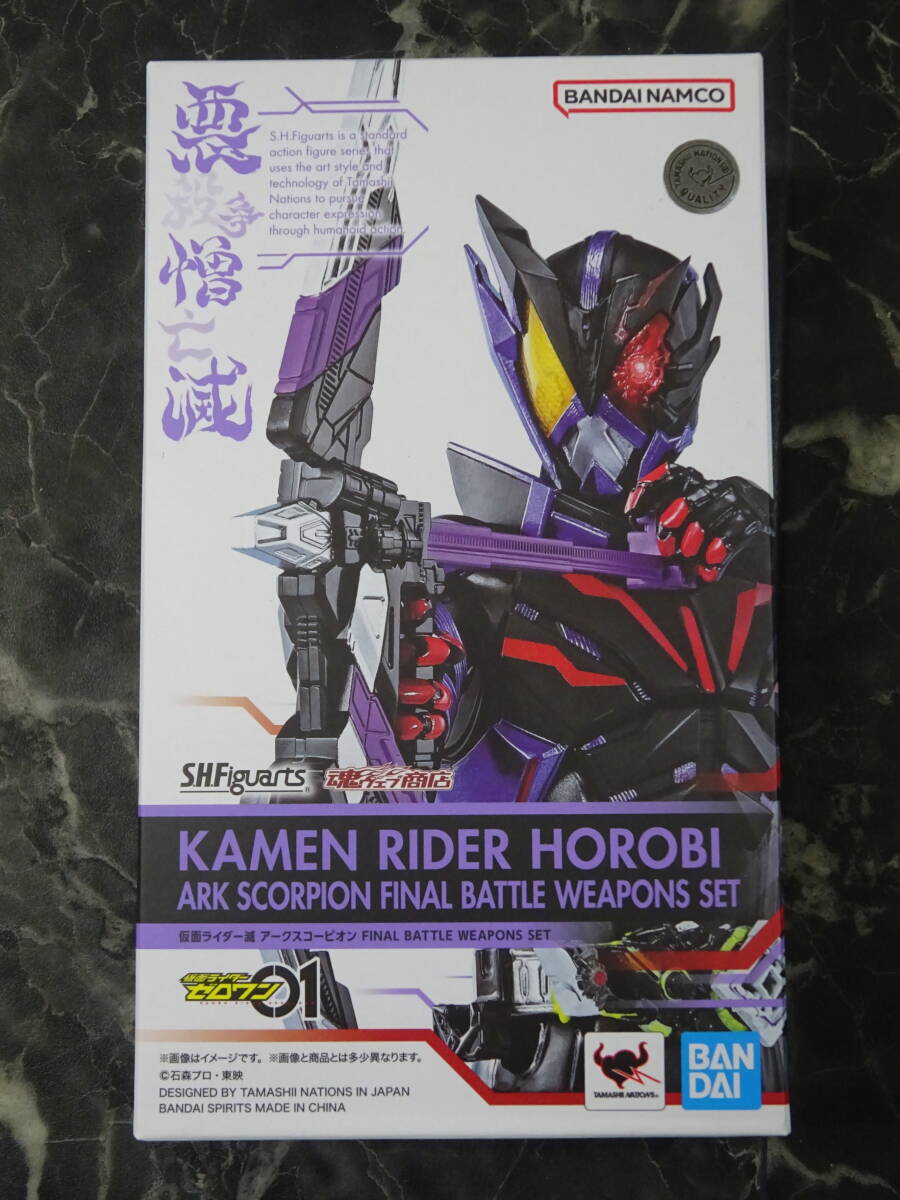 悪
殺意
憎
亡
滅
S.H.Figuarts is a standard
action figure series that
uses the art style and
technology of Tamashii
Nations to pursue
character expression
through humanoid action.
BANDAI NAMCO
TAMASHII NATIONS
QUALITY
S.H.Figuarts
魂ウェブ商店
KAMEN RIDER HOROBI
ARK SCORPION FINAL BATTLE WEAPONS SET
仮面ライダー滅 アークスコーピオン FINAL BATTLE WEAPONS SET
仮面ライダー
ゼロワン 01
※画像はイメージです。※画像と商品とは多少異なります。
©石森プロ・東映
DESIGNED BY TAMASHII NATIONS IN JAPAN
BANDAI SPIRITS MADE IN CHINA
TAMASHII NATIONS
BAN
DAI